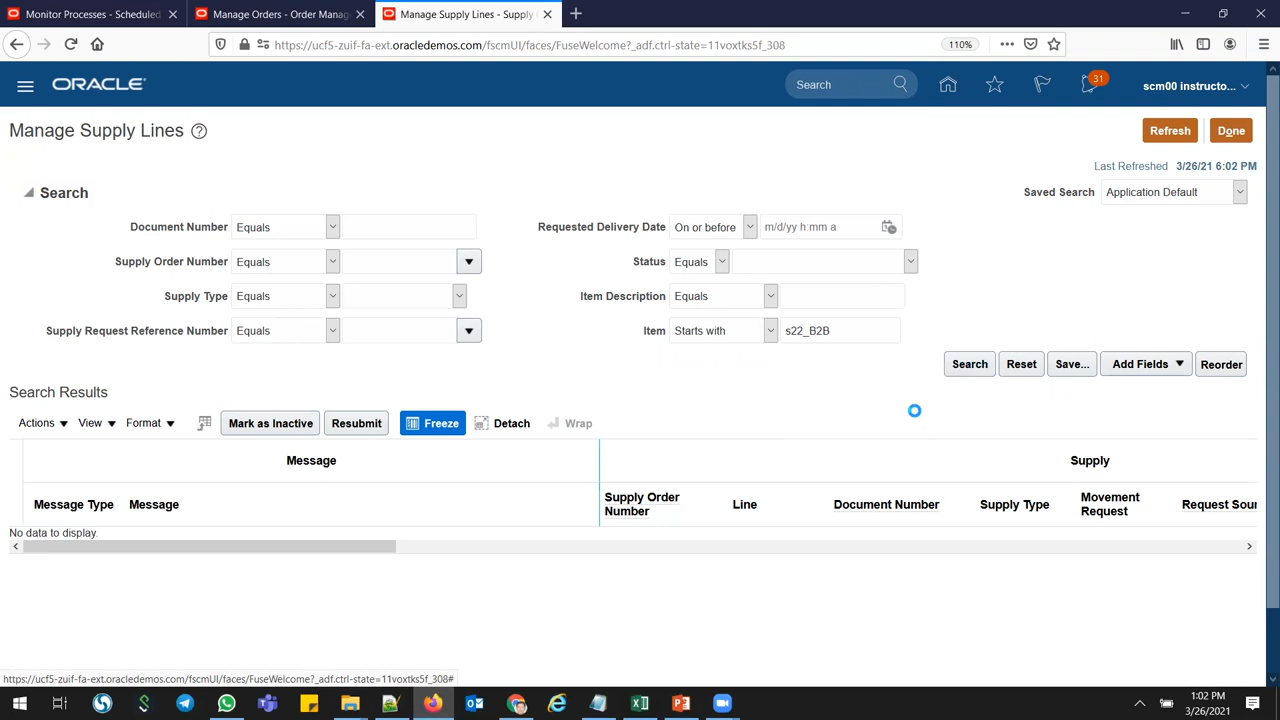 Monitor Processes - Scheduled
Manage Orders - Order Manag
Manage Supply Lines - Supply
https://ucf5-zuif-fa-ext.oracledemos.com/fscmUI/faces/FuseWelcome?_adf.ctrl-state=11voxtks5f_308
110%
ORACLE
Search
31
scm00 instructo...
Manage Supply Lines
Refresh
Done
Last Refreshed 3/26/21 6:02 PM
Search
Saved Search Application Default
Document Number Equals
Requested Delivery Date On or before m/d/yy h:mm a
Supply Order Number Equals
Status Equals
Supply Type Equals
Item Description Equals
Supply Request Reference Number Equals
Item Starts with s22_B2B
Search Reset Save... Add Fields Reorder
Search Results
Actions View Format Mark as Inactive Resubmit Freeze Detach Wrap
Message
Supply
Message Type
Message
Supply Order Number
Line
Document Number
Supply Type
Movement Request
Request Sour
No data to display.
https://ucf5-zuif-fa-ext.oracledemos.com/fscmUI/faces/FuseWelcome?_adf.ctrl-state=11voxtks5f_308#
1:02 PM
3/26/2021